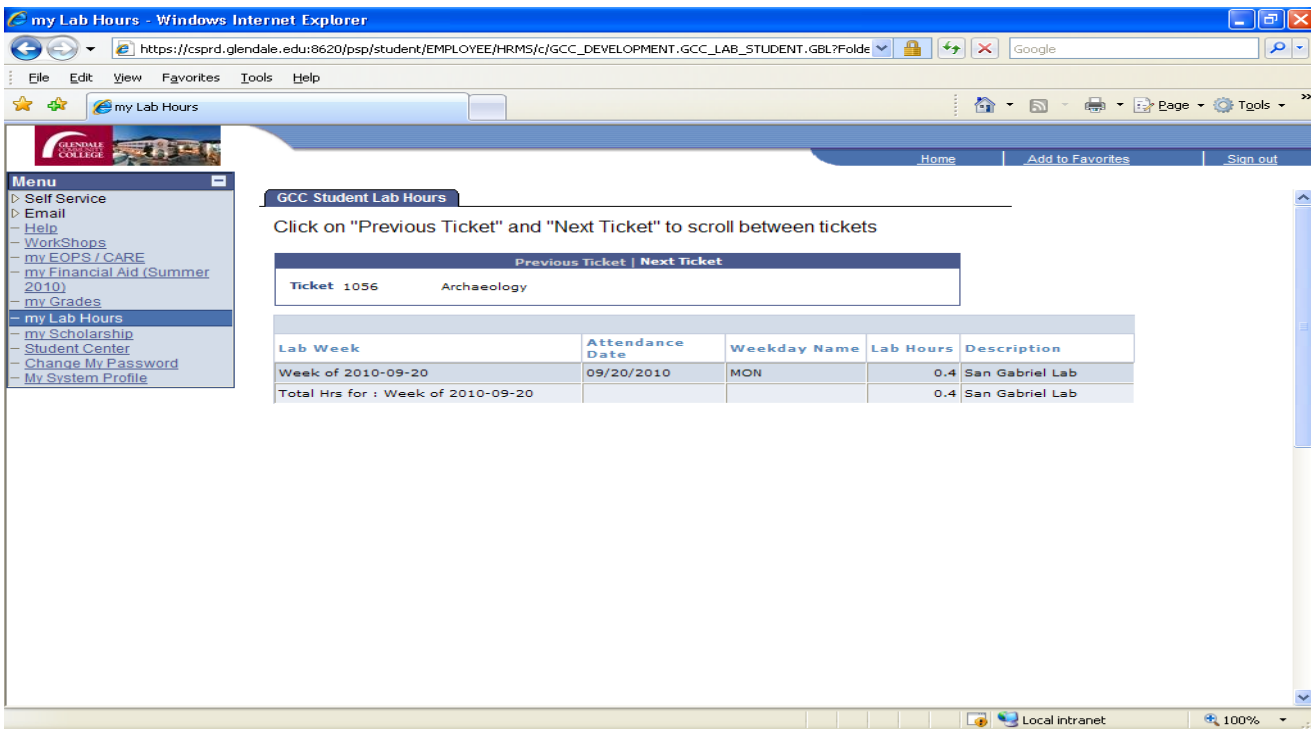 my Lab Hours - Windows Internet Explorer
https://csprd.glendale.edu:8620/psp/student/EMPLOYEE/HRMS/c/GCC_DEVELOPMENT.GCC_LAB_STUDENT.GBL?Folde
Google
File Edit View Favorites Tools Help
my Lab Hours
Page Tools
GLENDALE
COMMUNITY
COLLEGE
Home | Add to Favorites | Sign out
Menu
Self Service
Email
Help
WorkShops
my EOPS / CARE
my Financial Aid (Summer
2010)
my Grades
my Lab Hours
my Scholarship
Student Center
Change My Password
My System Profile
GCC Student Lab Hours
Click on "Previous Ticket" and "Next Ticket" to scroll between tickets
Previous Ticket | Next Ticket
Ticket 1056 Archaeology
Lab Week Attendance Date Weekday Name Lab Hours Description
Week of 2010-09-20 09/20/2010 MON 0.4 San Gabriel Lab
Total Hrs for : Week of 2010-09-20 0.4 San Gabriel Lab
Local intranet 100%